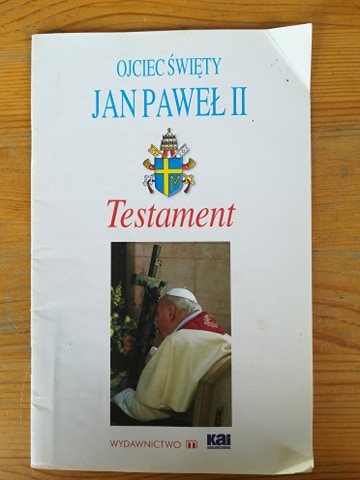 OJCIEC ŚWIĘTY
JAN PAWEŁ II
M
Testament
WYDAWNICTWO m
KAI